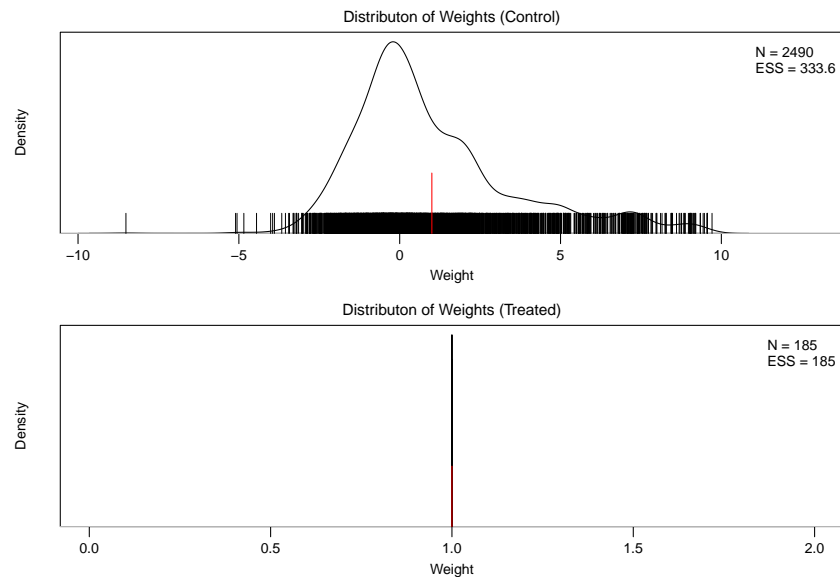 Distributon of Weights (Control)
N = 2490
ESS = 333.6
Density
−10 −5 0 5 10
Weight
Distributon of Weights (Treated)
N = 185
ESS = 185
Density
0.0 0.5 1.0 1.5 2.0
Weight